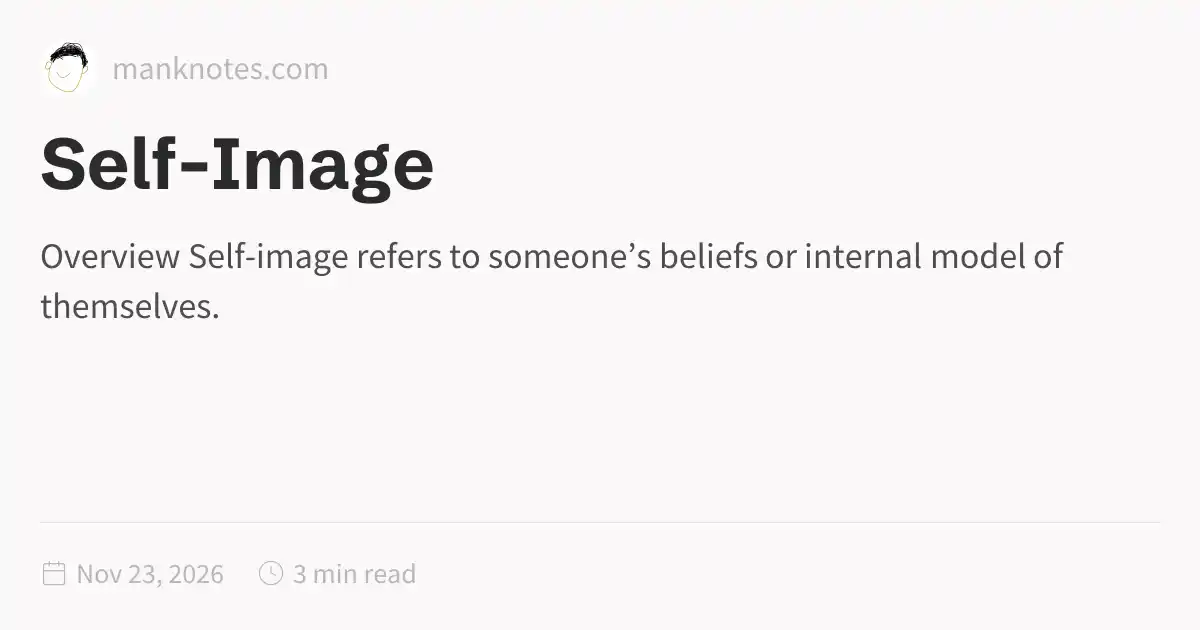 manknotes.com
Self-Image
Overview Self-image refers to someone’s beliefs or internal model of
themselves.
Nov 23, 2026 3 min read